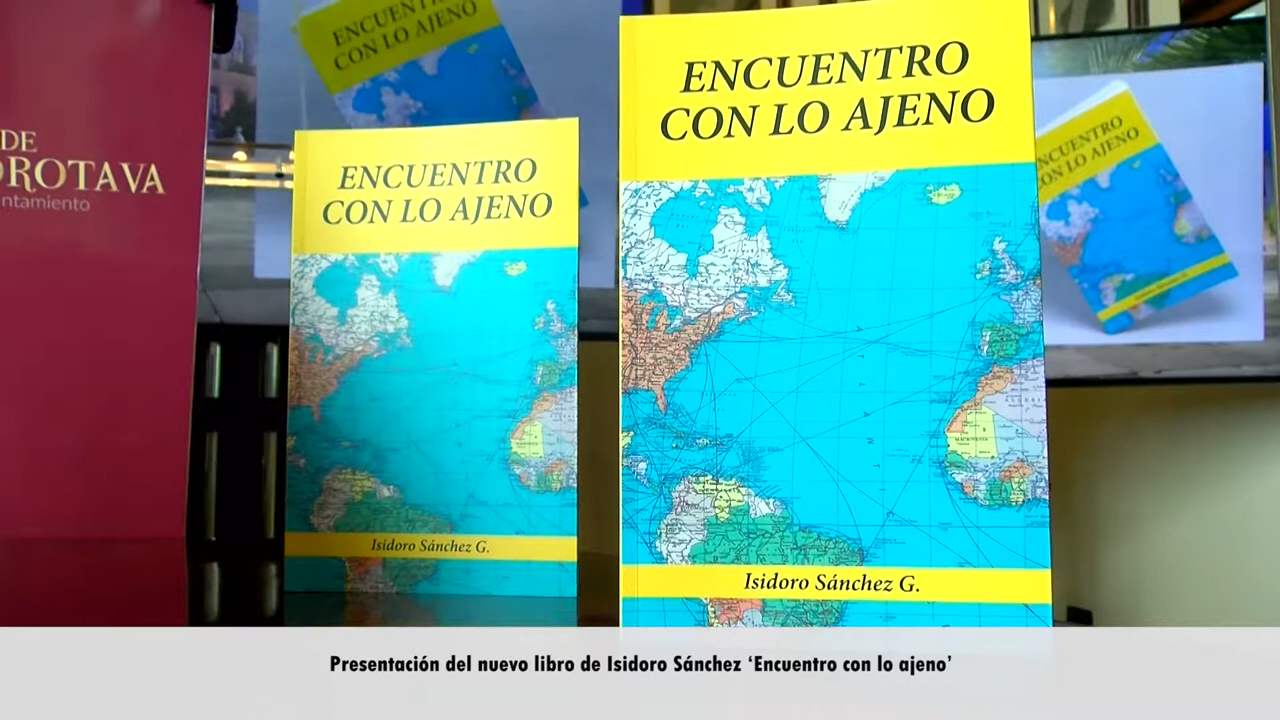 DE
OROTAVA
ntamiento
ENCUENTRO
CON LO AJENO
ENCUENTRO
CON LO AJENO
Isidoro Sánchez G.
ENCUENTRO
CON LO AJENO
Isidoro Sánchez G.
ENCUENTRO
CON LO AJENO
Presentación del nuevo libro de Isidoro Sánchez ‘Encuentro con lo ajeno’